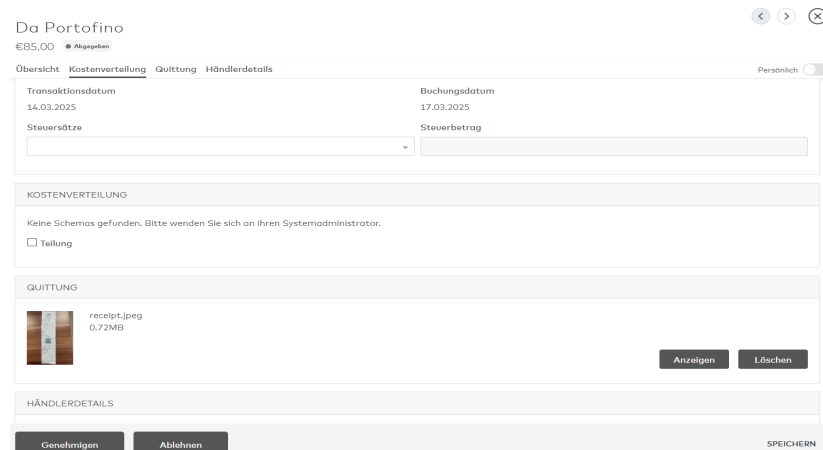 Da Portofino
€85,00 Abgegeben
Übersicht Kostenverteilung Quittung Händlerdetails Persönlich
Transaktionsdatum Buchungsdatum
14.03.2025 17.03.2025
Steuersätze Steuerbetrag
KOSTENVERTEILUNG
Keine Schemas gefunden. Bitte wenden Sie sich an Ihren Systemadministrator.
Teilung
QUITTUNG
receipt.jpeg
0.72MB
Anzeigen Löschen
HÄNDLERDETAILS
Genehmigen Ablehnen SPEICHERN